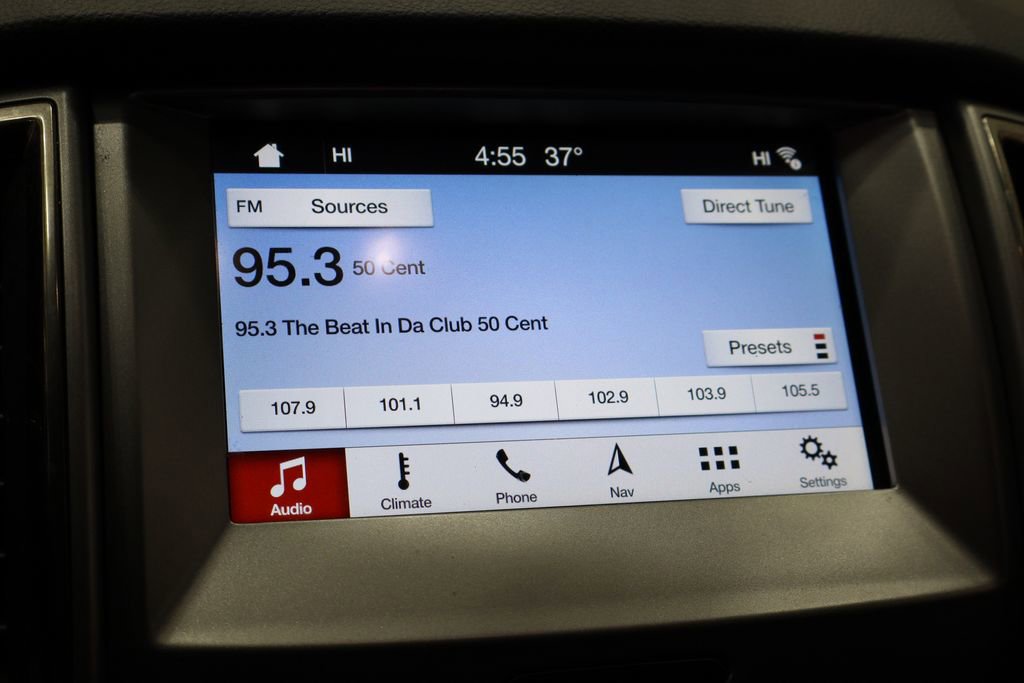 HI 4:55 37° HI
FM Sources Direct Tune
95.3 50 Cent
95.3 The Beat In Da Club 50 Cent
Presets
107.9 101.1 94.9 102.9 103.9 105.5
Audio Climate Phone Nav Apps Settings